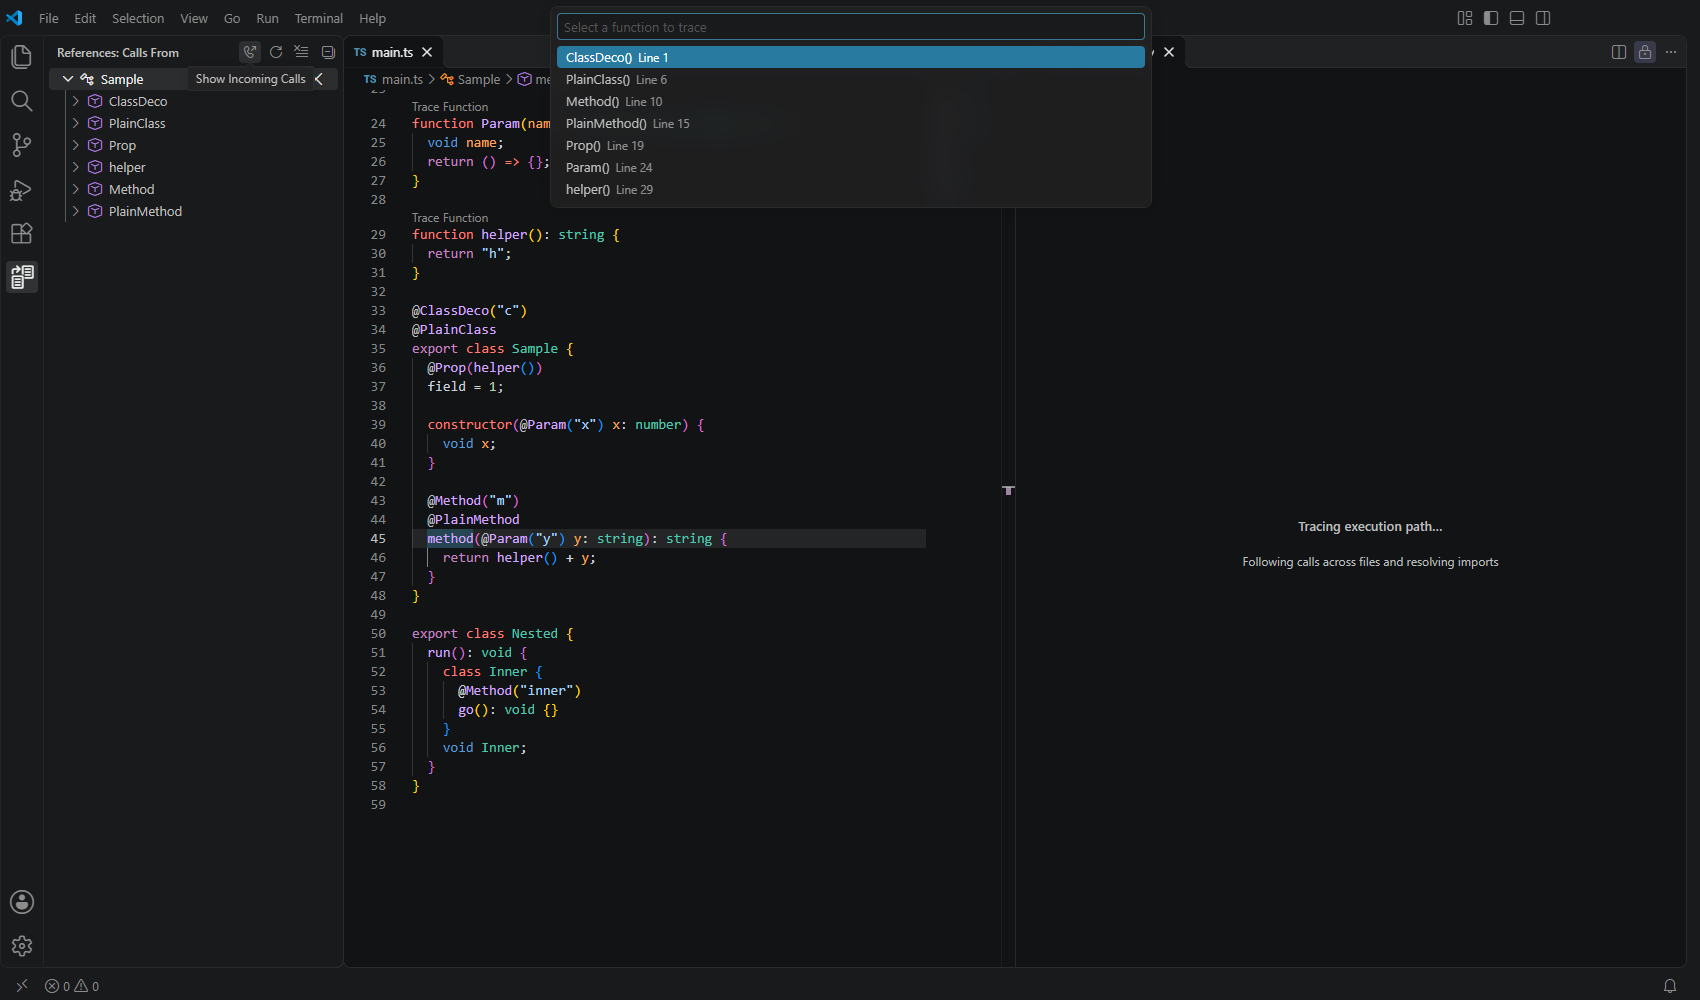 File Edit Selection View Go Run Terminal Help
References: Calls From
Sample
Show Incoming Calls
ClassDeco
PlainClass
Prop
helper
Method
PlainMethod
TS main.ts
TS main.ts > Sample > me
Select a function to trace
ClassDeco() Line 1
PlainClass() Line 6
Method() Line 10
PlainMethod() Line 15
Prop() Line 19
Param() Line 24
helper() Line 29
Trace Function
24 function Param(nam
25 void name;
26 return () => {};
27 }
28
Trace Function
29 function helper(): string {
30 return "h";
31 }
32
33 @ClassDeco("c")
34 @PlainClass
35 export class Sample {
36 @Prop(helper())
37 field = 1;
38
39 constructor(@Param("x") x: number) {
40 void x;
41 }
42
43 @Method("m")
44 @PlainMethod
45 method(@Param("y") y: string): string {
46 return helper() + y;
47 }
48 }
49
50 export class Nested {
51 run(): void {
52 class Inner {
53 @Method("inner")
54 go(): void {}
55 }
56 void Inner;
57 }
58 }
59
Tracing execution path...
Following calls across files and resolving imports
0 0